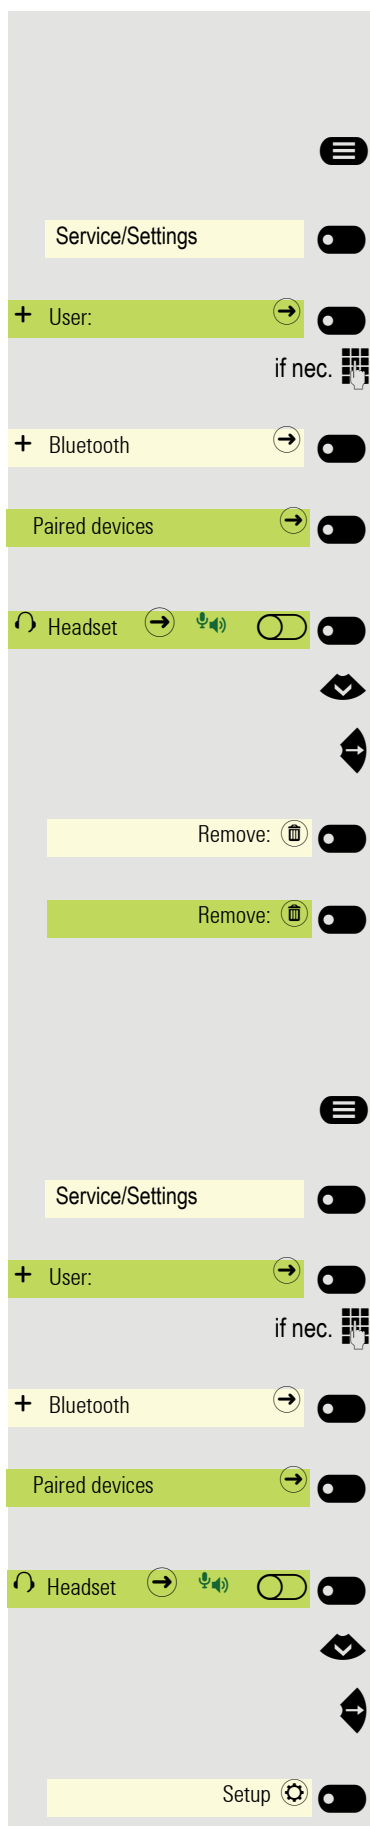 Service/Settings
+ User:
if nec.
+ Bluetooth
Paired devices
Headset
Remove:
Remove:
Service/Settings
+ User:
if nec.
+ Bluetooth
Paired devices
Headset
Setup